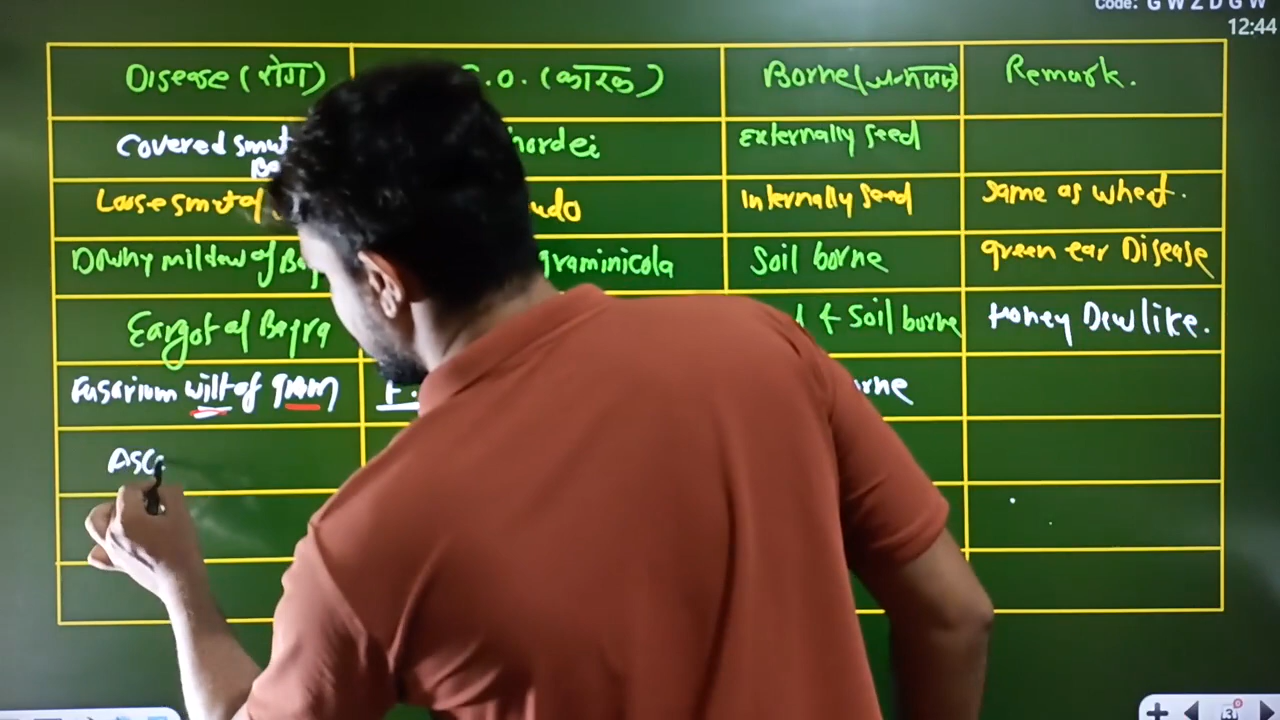 Code: G W Z D G W
12:44
Disease (रोग) .O. (कारक) Borne Remark.
Covered smut hordei Externally Seed
Loose smut of udo Internally Seed Same as wheat.
Downy mildew of graminicola Soil borne green ear Disease
Eargot of Bajra & Soil borne Honey Dew like.
Fusarium wilt of gram F.
Asc